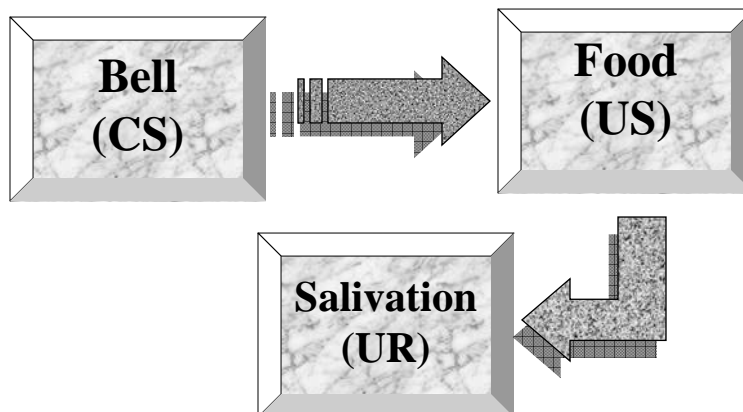 Bell
(CS)
Food
(US)
Salivation
(UR)